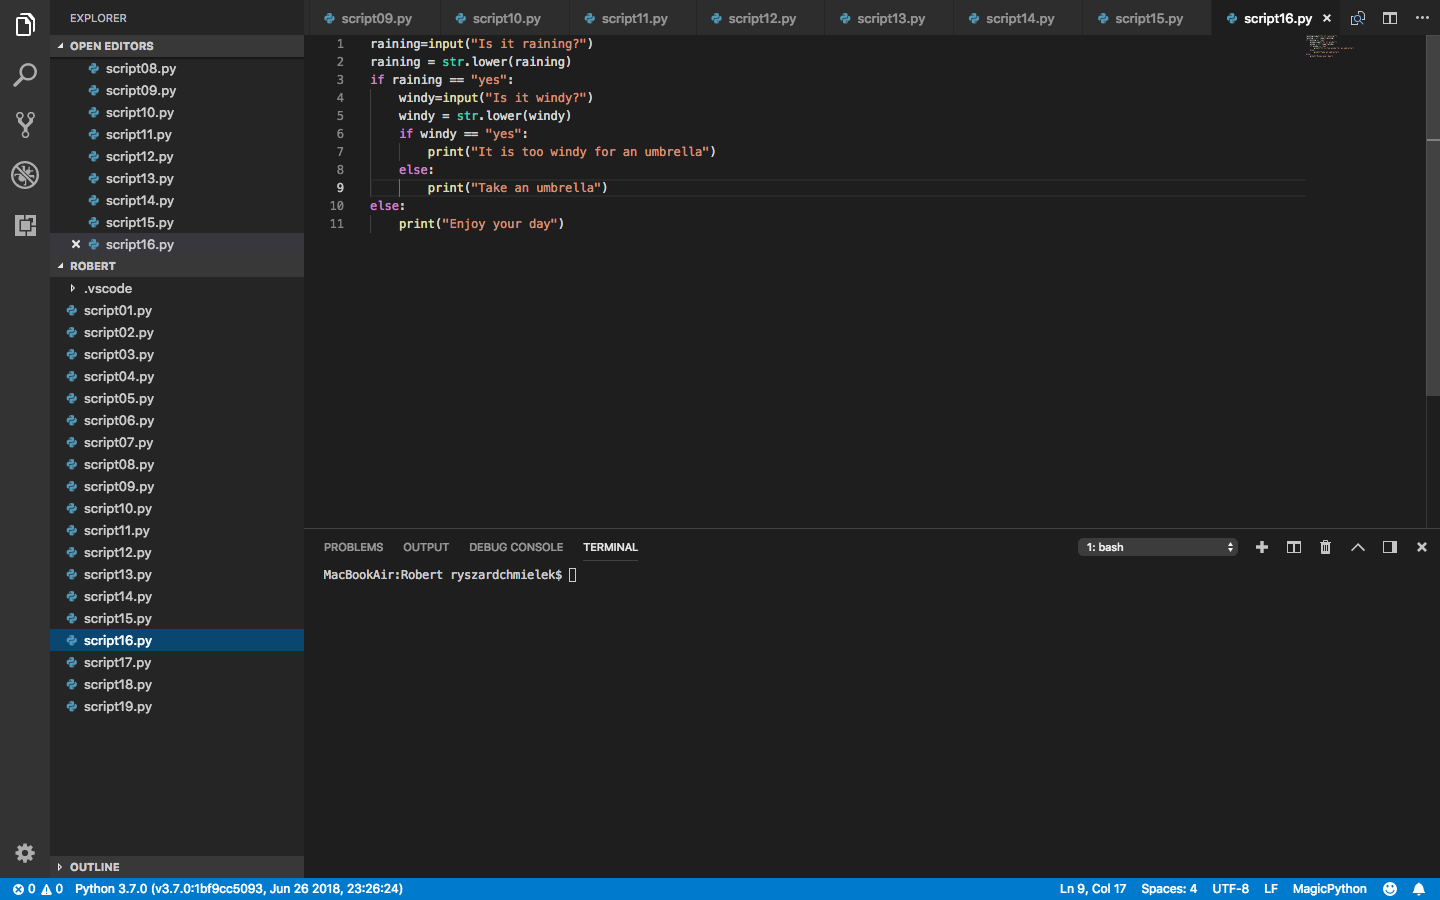 EXPLORER
OPEN EDITORS
script08.py
script09.py
script10.py
script11.py
script12.py
script13.py
script14.py
script15.py
script16.py
ROBERT
.vscode
script01.py
script02.py
script03.py
script04.py
script05.py
script06.py
script07.py
script08.py
script09.py
script10.py
script11.py
script12.py
script13.py
script14.py
script15.py
script16.py
script17.py
script18.py
script19.py
OUTLINE
script09.py script10.py script11.py script12.py script13.py script14.py script15.py script16.py
1 raining=input("Is it raining?")
2 raining = str.lower(raining)
3 if raining == "yes":
4     windy=input("Is it windy?")
5     windy = str.lower(windy)
6     if windy == "yes":
7         print("It is too windy for an umbrella")
8     else:
9         print("Take an umbrella")
10 else:
11     print("Enjoy your day")
PROBLEMS OUTPUT DEBUG CONSOLE TERMINAL 1: bash
MacBookAir:Robert ryszardchmielek$
0 0 Python 3.7.0 (v3.7.0:1bf9cc5093, Jun 26 2018, 23:26:24) Ln 9, Col 17 Spaces: 4 UTF-8 LF MagicPython